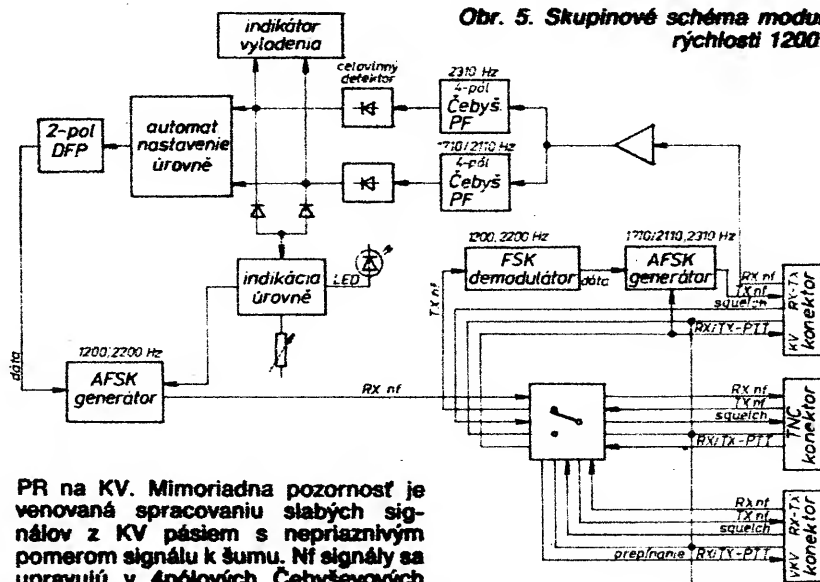 Obr. 5. Skupinové schéma modu
rýchlosti 1200
indikátor
vyladenia
celovlnný
detektor
2310 Hz
4-pól
Čebyš.
PF
2-pol
DFP
automat
nastavenie
úrovně
1710/2110 Hz
4-pól
Čebyš
PF
indikácia
úrovně
LED
1200, 2200 Hz
FSK
demodulátor
dáta
1710/2110, 2310 Hz
AFSK
generátor
TX nf
RX nf
TX nf
squelch
RX/TX-PTT
KV RX-TX
konektor
dáta
1200/2200 Hz
AFSK
generátor
RX nf
RX nf
TX nf
squelch
RX/TX-PTT
TNC
konektor
RX nf
TX nf
squelch
prepínanie RX/TX-PTT
VKV RX-TX
konektor
PR na KV. Mimoriadna pozornosť je
venovaná spracovaniu slabých sig-
nálov z KV pásiem s nepriaznivým
pomerom signálu k šumu. Nf signály sa
upravujú v 4pólových Čebyševových